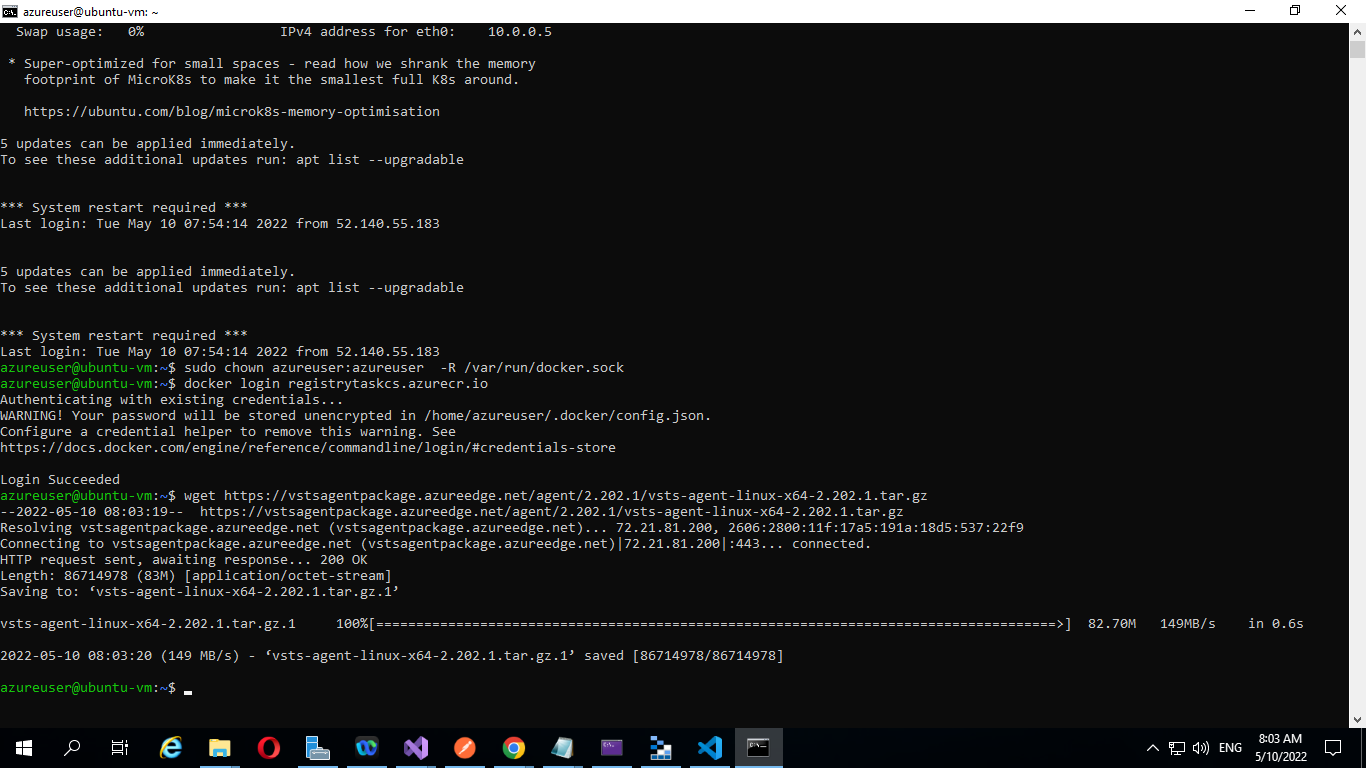 azureuser@ubuntu-vm: ~
Swap usage:   0%                 IPv4 address for eth0:    10.0.0.5
* Super-optimized for small spaces - read how we shrank the memory
footprint of MicroK8s to make it the smallest full K8s around.
https://ubuntu.com/blog/microk8s-memory-optimisation
5 updates can be applied immediately.
To see these additional updates run: apt list --upgradable
*** System restart required ***
Last login: Tue May 10 07:54:14 2022 from 52.140.55.183
5 updates can be applied immediately.
To see these additional updates run: apt list --upgradable
*** System restart required ***
Last login: Tue May 10 07:54:14 2022 from 52.140.55.183
azureuser@ubuntu-vm:~$ sudo chown azureuser:azureuser  -R /var/run/docker.sock
azureuser@ubuntu-vm:~$ docker login registrytaskcs.azurecr.io
Authenticating with existing credentials...
WARNING! Your password will be stored unencrypted in /home/azureuser/.docker/config.json.
Configure a credential helper to remove this warning. See
https://docs.docker.com/engine/reference/commandline/login/#credentials-store
Login Succeeded
azureuser@ubuntu-vm:~$ wget https://vstsagentpackage.azureedge.net/agent/2.202.1/vsts-agent-linux-x64-2.202.1.tar.gz
--2022-05-10 08:03:19--  https://vstsagentpackage.azureedge.net/agent/2.202.1/vsts-agent-linux-x64-2.202.1.tar.gz
Resolving vstsagentpackage.azureedge.net (vstsagentpackage.azureedge.net)... 72.21.81.200, 2606:2800:11f:17a5:191a:18d5:537:22f9
Connecting to vstsagentpackage.azureedge.net (vstsagentpackage.azureedge.net)|72.21.81.200|:443... connected.
HTTP request sent, awaiting response... 200 OK
Length: 86714978 (83M) [application/octet-stream]
Saving to: ‘vsts-agent-linux-x64-2.202.1.tar.gz.1’
vsts-agent-linux-x64-2.202.1.tar.gz.1     100%[=====================================================================================>]  82.70M   149MB/s    in 0.6s
2022-05-10 08:03:20 (149 MB/s) - ‘vsts-agent-linux-x64-2.202.1.tar.gz.1’ saved [86714978/86714978]
azureuser@ubuntu-vm:~$
ENG
8:03 AM
5/10/2022